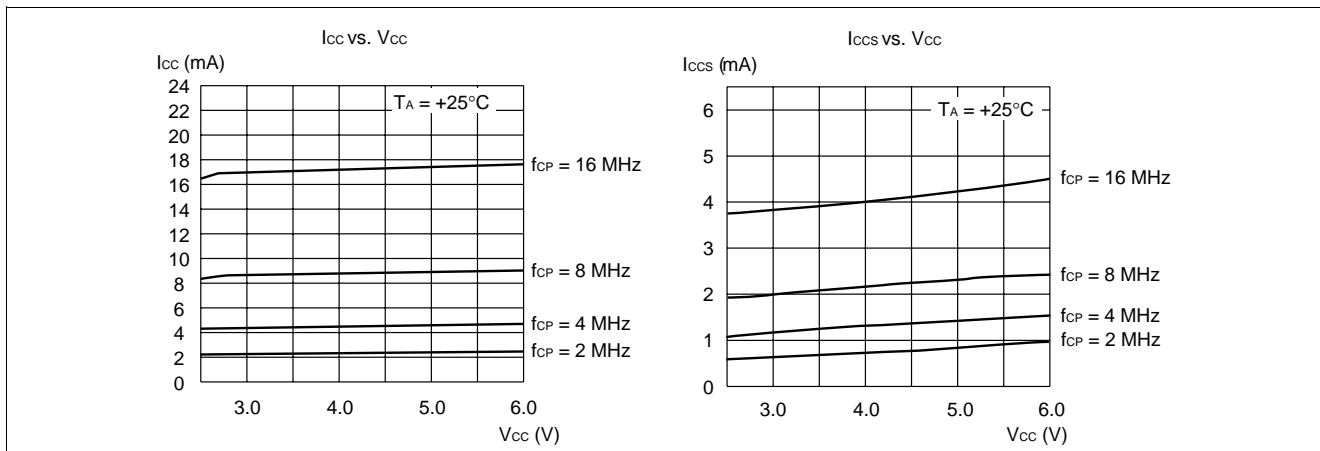 Icc vs. Vcc
Icc (mA)
24
22
20
18
16
14
12
10
8
6
4
2
0
TA = +25°C
fCP = 16 MHz
fCP = 8 MHz
fCP = 4 MHz
fCP = 2 MHz
3.0 4.0 5.0 6.0
Vcc (V)
Iccs vs. Vcc
Iccs (mA)
6
5
4
3
2
1
0
TA = +25°C
fCP = 16 MHz
fCP = 8 MHz
fCP = 4 MHz
fCP = 2 MHz
3.0 4.0 5.0 6.0
Vcc (V)